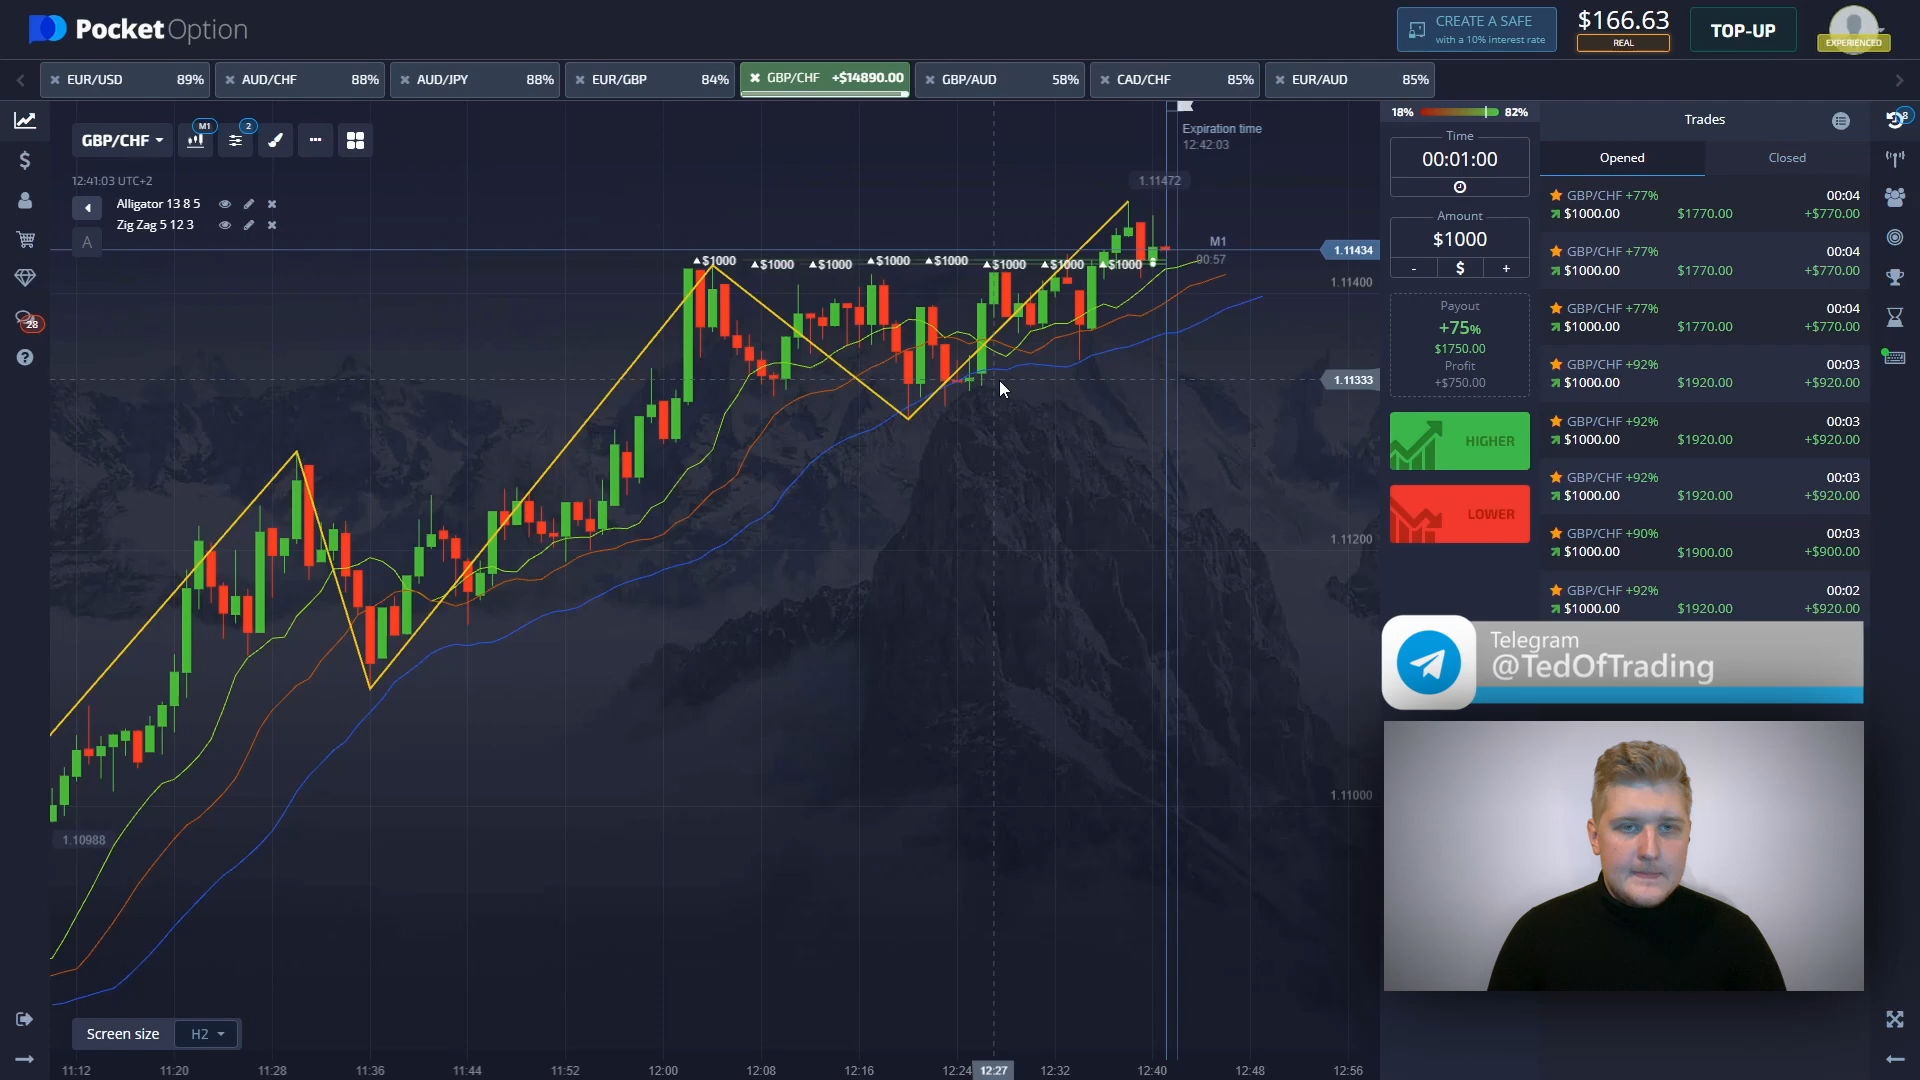 PocketOption
CREATE A SAFE
with a 10% interest rate
$166.63
REAL
TOP-UP
EXPERIENCED
EUR/USD 89%
AUD/CHF 88%
AUD/JPY 88%
EUR/GBP 84%
GBP/CHF +$14890.00
GBP/AUD 58%
CAD/CHF 85%
EUR/AUD 85%
GBP/CHF
M1
2
12:41:03 UTC+2
Alligator 13 8 5
Zig Zag 5 12 3
A
28
Expiration time
12:42:03
1.11472
M1
00:57
1.11434
1.11400
1.11333
1.11200
1.11000
1.10988
$1000 $1000 $1000 $1000 $1000 $1000 $1000 $1000
Screen size H2
11:12 11:20 11:28 11:36 11:44 11:52 12:00 12:08 12:16 12:24 12:27 12:32 12:40 12:48 12:56
18% 82%
Time
00:01:00
Amount
$1000
- $ +
Payout
+75%
$1750.00
Profit
+$750.00
HIGHER
LOWER
Trades
8
Opened Closed
GBP/CHF +77% 00:04
$1000.00 $1770.00 +$770.00
GBP/CHF +77% 00:04
$1000.00 $1770.00 +$770.00
GBP/CHF +77% 00:04
$1000.00 $1770.00 +$770.00
GBP/CHF +92% 00:03
$1000.00 $1920.00 +$920.00
GBP/CHF +92% 00:03
$1000.00 $1920.00 +$920.00
GBP/CHF +92% 00:03
$1000.00 $1920.00 +$920.00
GBP/CHF +90% 00:03
$1000.00 $1900.00 +$900.00
GBP/CHF +92% 00:02
$1000.00 $1920.00 +$920.00
Telegram
@TedOfTrading